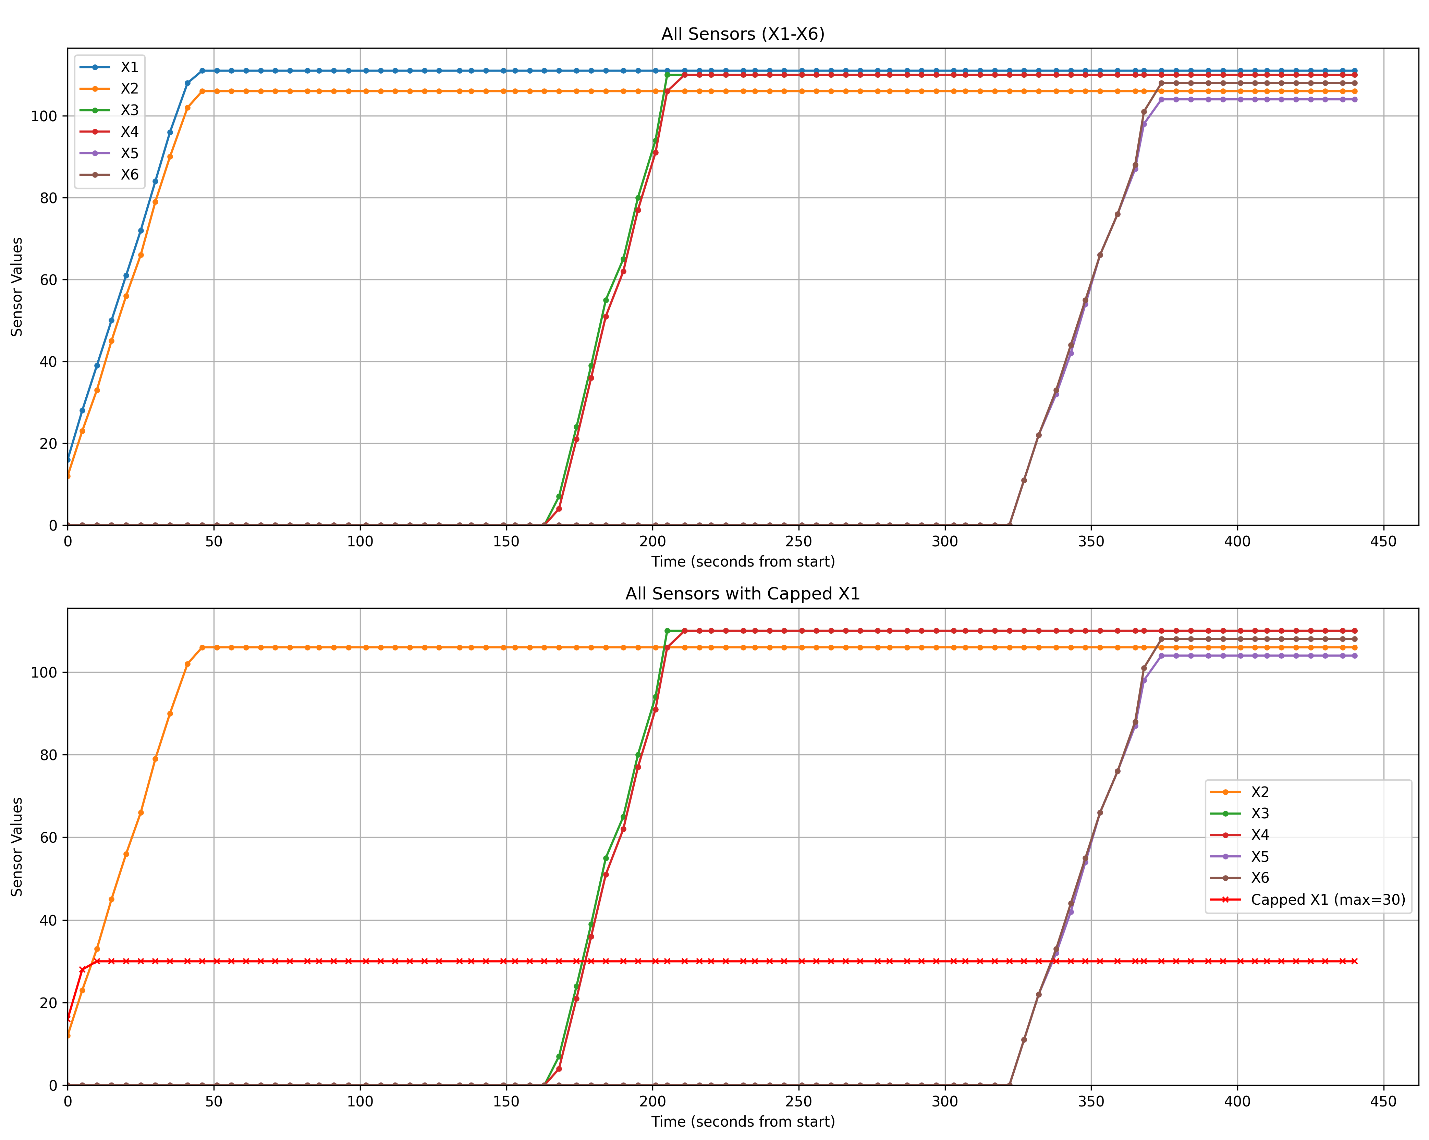 All Sensors (X1-X6)
X1
X2
X3
X4
X5
X6
Sensor Values
100
80
60
40
20
0
0 50 100 150 200 250 300 350 400 450
Time (seconds from start)
All Sensors with Capped X1
Sensor Values
100
80
60
40
20
0
X2
X3
X4
X5
X6
Capped X1 (max=30)
0 50 100 150 200 250 300 350 400 450
Time (seconds from start)